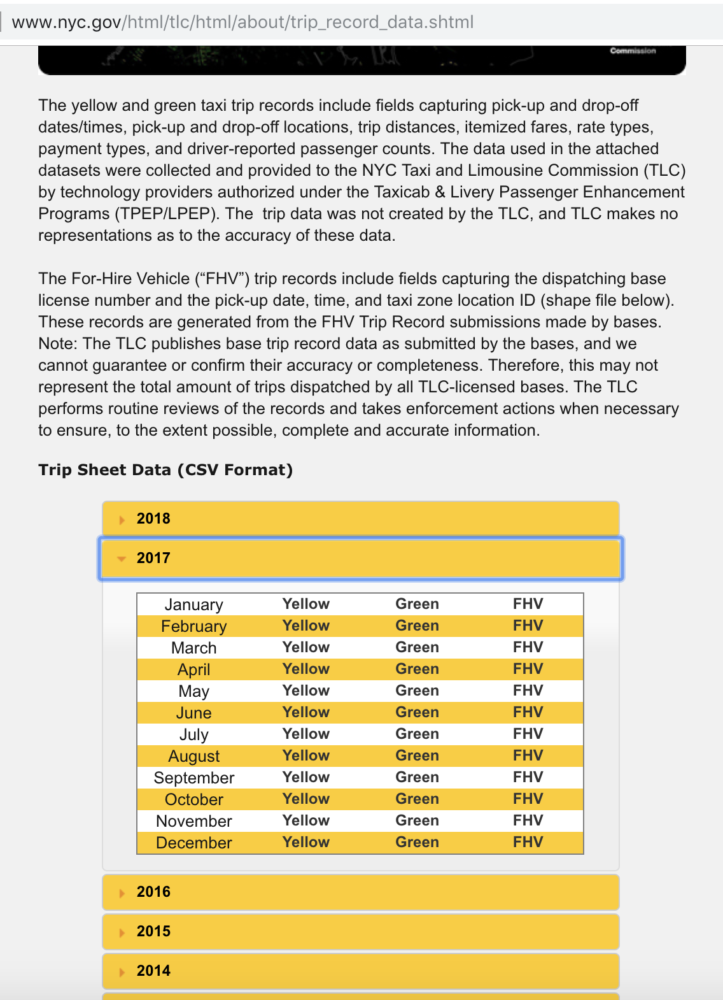 www.nyc.gov/html/tlc/html/about/trip_record_data.shtml
Commission
The yellow and green taxi trip records include fields capturing pick-up and drop-off
dates/times, pick-up and drop-off locations, trip distances, itemized fares, rate types,
payment types, and driver-reported passenger counts. The data used in the attached
datasets were collected and provided to the NYC Taxi and Limousine Commission (TLC)
by technology providers authorized under the Taxicab & Livery Passenger Enhancement
Programs (TPEP/LPEP). The  trip data was not created by the TLC, and TLC makes no
representations as to the accuracy of these data.
The For-Hire Vehicle (“FHV”) trip records include fields capturing the dispatching base
license number and the pick-up date, time, and taxi zone location ID (shape file below).
These records are generated from the FHV Trip Record submissions made by bases.
Note: The TLC publishes base trip record data as submitted by the bases, and we
cannot guarantee or confirm their accuracy or completeness. Therefore, this may not
represent the total amount of trips dispatched by all TLC-licensed bases. The TLC
performs routine reviews of the records and takes enforcement actions when necessary
to ensure, to the extent possible, complete and accurate information.
Trip Sheet Data (CSV Format)
2018
2017
January Yellow Green FHV
February Yellow Green FHV
March Yellow Green FHV
April Yellow Green FHV
May Yellow Green FHV
June Yellow Green FHV
July Yellow Green FHV
August Yellow Green FHV
September Yellow Green FHV
October Yellow Green FHV
November Yellow Green FHV
December Yellow Green FHV
2016
2015
2014